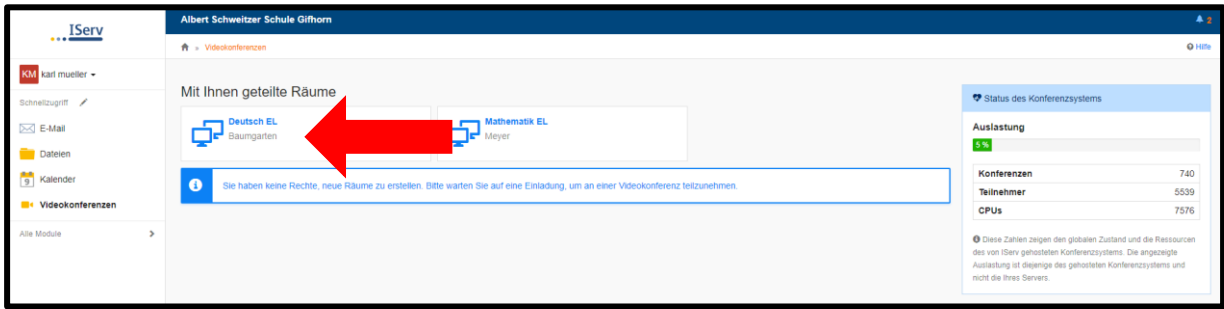 IServ
Albert Schweitzer Schule Gifhorn
2
» Videokonferenzen
Hilfe
KM karl mueller
Schnellzugriff
E-Mail
Dateien
9 Kalender
Videokonferenzen
Alle Module
Mit Ihnen geteilte Räume
Deutsch EL
Baumgarten
Mathematik EL
Meyer
Sie haben keine Rechte, neue Räume zu erstellen. Bitte warten Sie auf eine Einladung, um an einer Videokonferenz teilzunehmen.
Status des Konferenzsystems
Auslastung
5 %
Konferenzen 740
Teilnehmer 5539
CPUs 7576
Diese Zahlen zeigen den globalen Zustand und die Ressourcen
des von IServ gehosteten Konferenzsystems. Die angezeigte
Auslastung ist diejenige des gehosteten Konferenzsystems und
nicht die Ihres Servers.